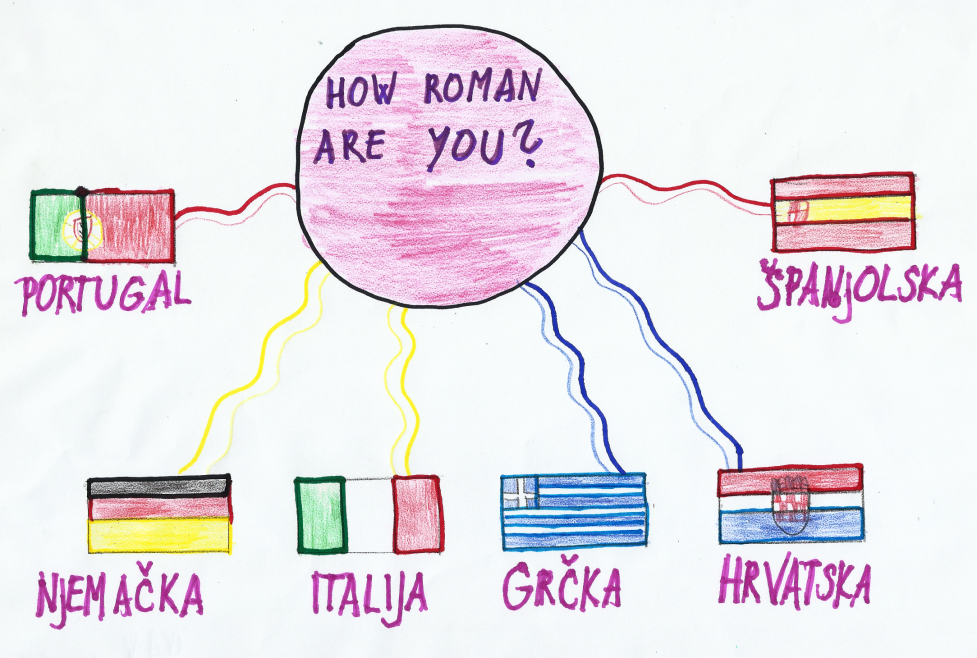 HOW ROMAN
ARE YOU?
PORTUGAL
ŠPANjOLSKA
NjEMAČKA
ITALIJA
GRČKA
HRVATSKA